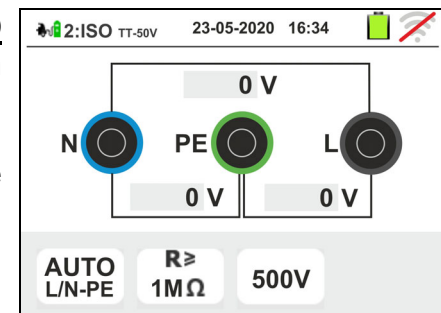 2:ISO TT-50V 23-05-2020 16:34
0 V
N PE L
0 V 0 V
AUTO R≥ 500V
L/N-PE 1MΩ